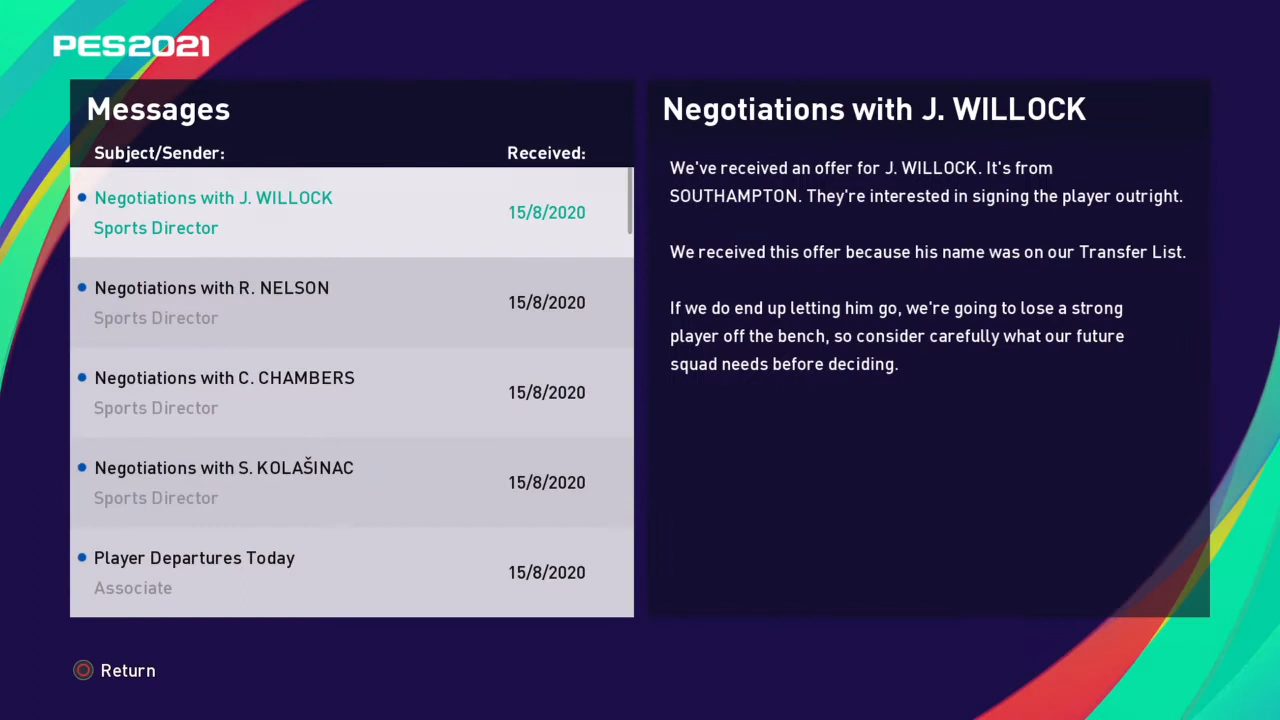 PES2021
Messages
Subject/Sender:
Received:
Negotiations with J. WILLOCK
Sports Director
15/8/2020
Negotiations with R. NELSON
Sports Director
15/8/2020
Negotiations with C. CHAMBERS
Sports Director
15/8/2020
Negotiations with S. KOLAŠINAC
Sports Director
15/8/2020
Player Departures Today
Associate
15/8/2020
Negotiations with J. WILLOCK
We've received an offer for J. WILLOCK. It's from
SOUTHAMPTON. They're interested in signing the player outright.
We received this offer because his name was on our Transfer List.
If we do end up letting him go, we're going to lose a strong
player off the bench, so consider carefully what our future
squad needs before deciding.
Return